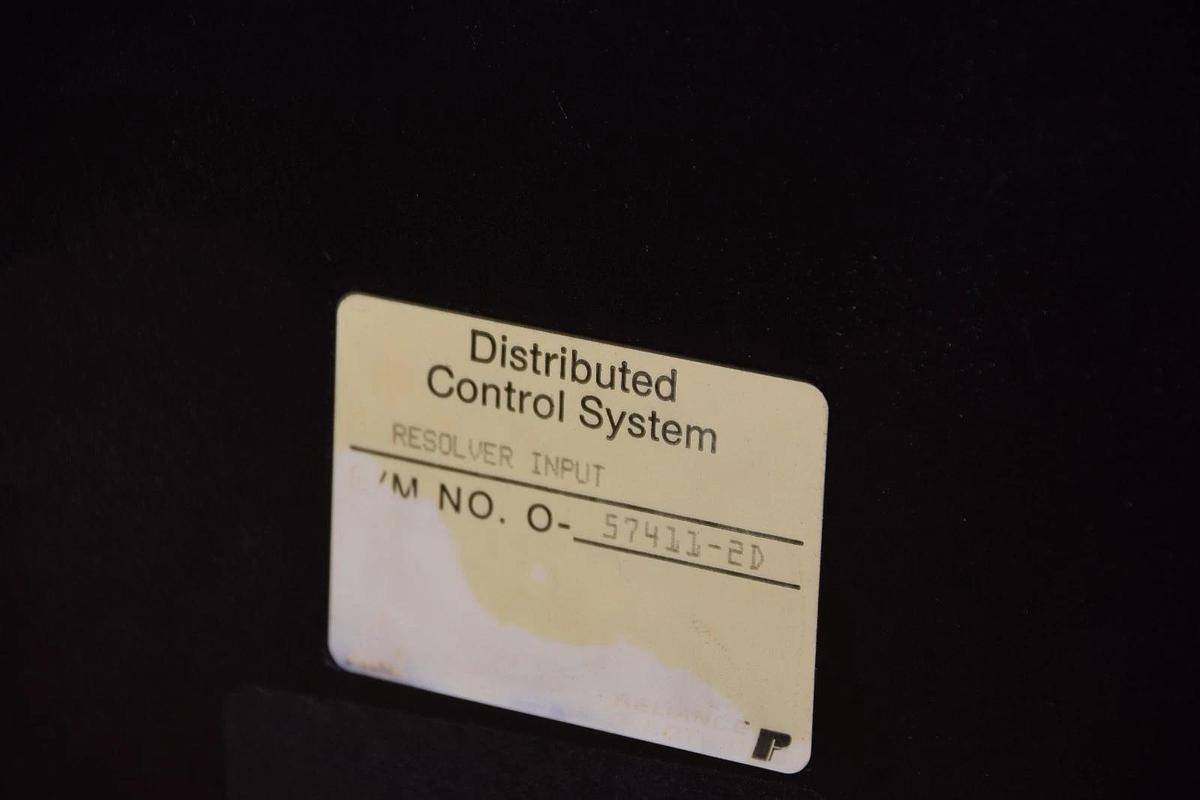 Distributed
Control System
RESOLVER INPUT
/M NO. O- 57411-2D
RELIANCE